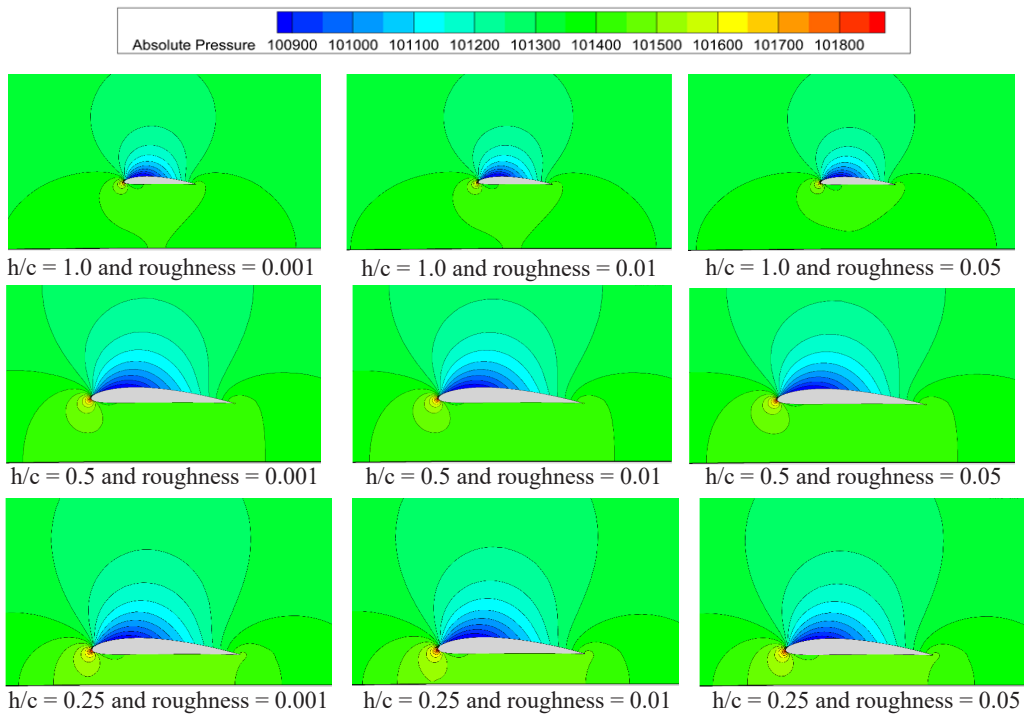 Absolute Pressure 100900 101000 101100 101200 101300 101400 101500 101600 101700 101800
h/c = 1.0 and roughness = 0.001
h/c = 1.0 and roughness = 0.01
h/c = 1.0 and roughness = 0.05
h/c = 0.5 and roughness = 0.001
h/c = 0.5 and roughness = 0.01
h/c = 0.5 and roughness = 0.05
h/c = 0.25 and roughness = 0.001
h/c = 0.25 and roughness = 0.01
h/c = 0.25 and roughness = 0.05